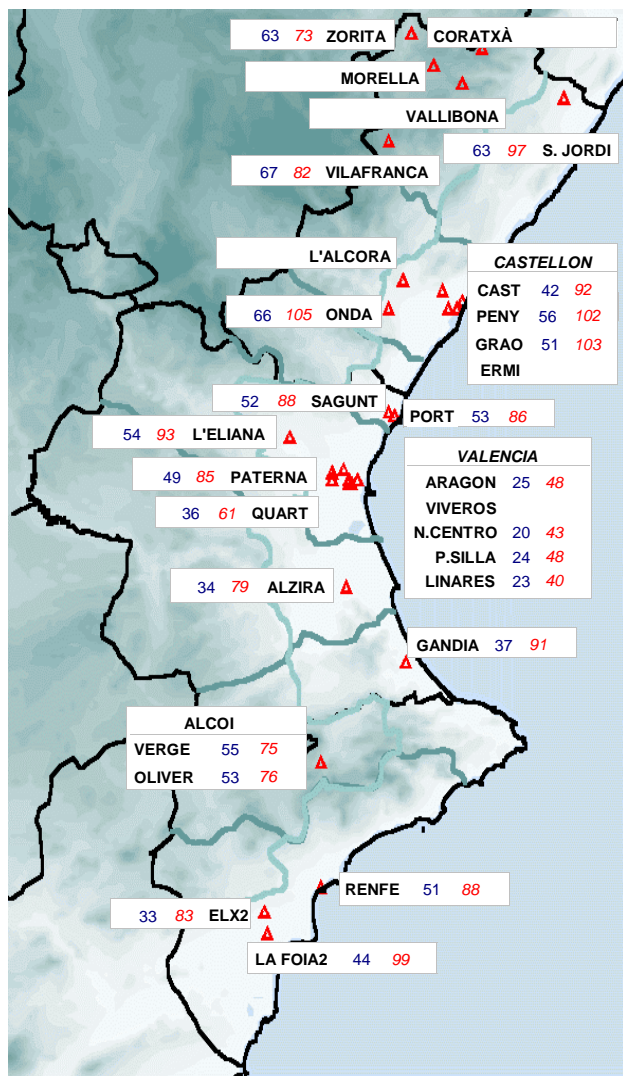 63 73 ZORITA
CORATXÀ
MORELLA
VALLIBONA
63 97 S. JORDI
67 82 VILAFRANCA
L'ALCORA
66 105 ONDA
CASTELLON
CAST 42 92
PENY 56 102
GRAO 51 103
ERMI
52 88 SAGUNT
PORT 53 86
54 93 L'ELIANA
49 85 PATERNA
36 61 QUART
VALENCIA
ARAGON 25 48
VIVEROS
N.CENTRO 20 43
P.SILLA 24 48
LINARES 23 40
34 79 ALZIRA
GANDIA 37 91
ALCOI
VERGE 55 75
OLIVER 53 76
RENFE 51 88
33 83 ELX2
LA FOIA2 44 99